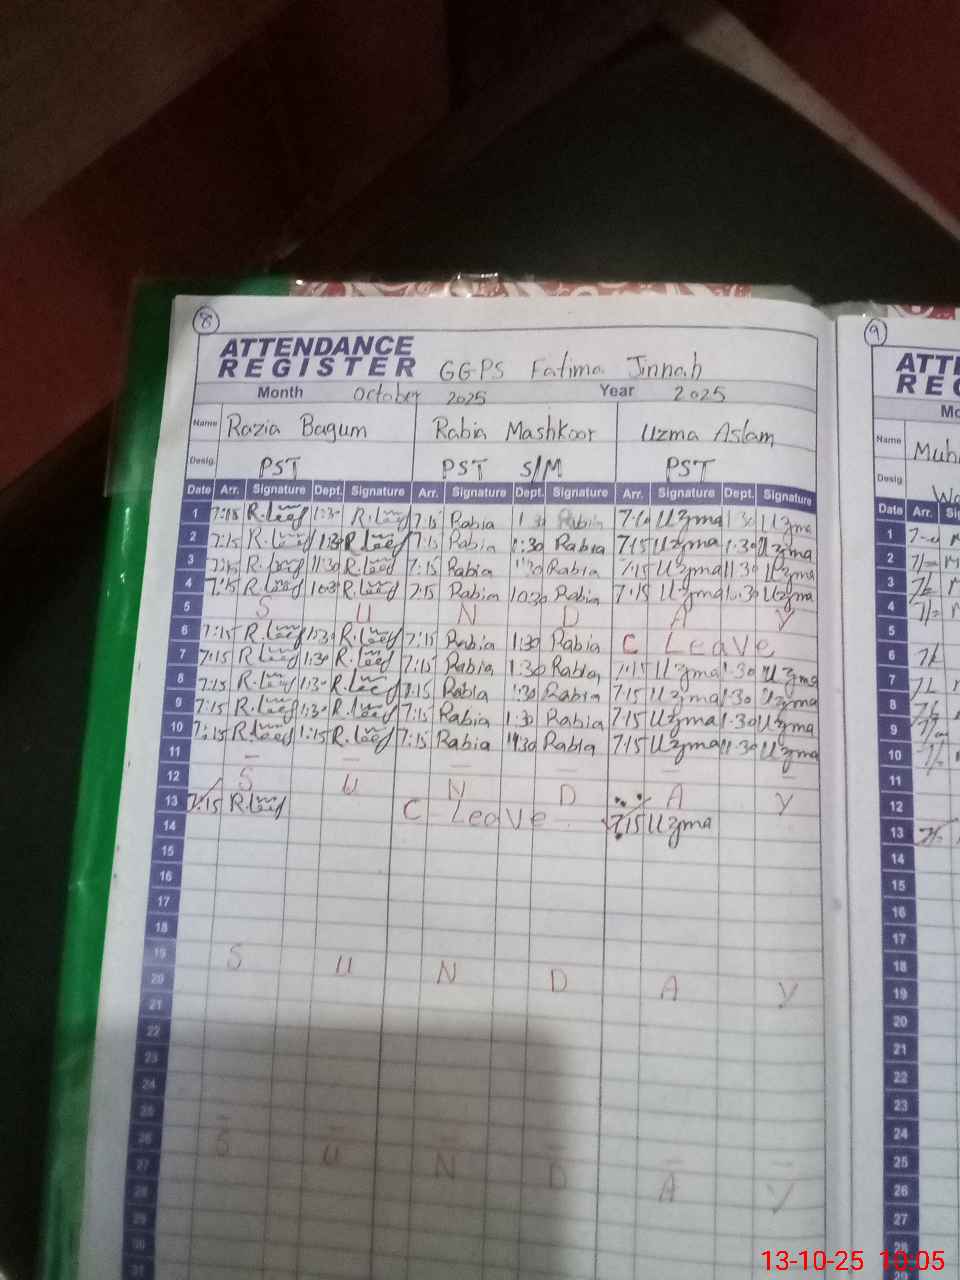 8
ATTENDANCE
REGISTER GGPS Fatima Jinnah
Month October 2025 Year 2025
Name Razia Bagum Rabia Mashkoor Uzma Aslam
Desig. PST PST S/M PST
Date Arr. Signature Dept. Signature Arr. Signature Dept. Signature Arr. Signature Dept. Signature
1 7:15 Rabia 1:30 Rabia Uzma 1:30 Uzma
2 7:15 1:30 7:15 Rabia 1:30 Rabia 7:15 Uzma 1:30 Uzma
3 7:15 7:15 Rabia Rabia 7:15 Uzma 1:30 Uzma
4 7:15 7:15 Rabia 10:30 Rabia 7:15 Uzma 1:30 Uzma
5 S U N D A Y
6 7:15 1:30 7:15 Rabia 1:30 Rabia C Leave
7 7:15 1:30 7:15 Rabia 1:30 Rabia 7:15 Uzma 1:30 Uzma
8 7:15 1:30 7:15 Rabia 1:30 Rabia 7:15 Uzma 1:30 Uzma
9 7:15 1:30 7:15 Rabia 1:30 Rabia 7:15 Uzma 1:30 Uzma
10 7:15 1:15 7:15 Rabia Rabia 7:15 Uzma 1:30 Uzma
11
12 S U N D A Y
13 7:15 C Leave 7:15 Uzma
14
15
16
17
18
19 S U N D A Y
20
21
22
23
24
25
26 S U N D A Y
27
28
29
30
31
9
ATTE
REG
Mo
Name Muh
Desig.
Date Arr. Si
1
2
3
4
5
6
7
8
9
10
11
12
13
14
15
16
17
18
19
20
21
22
23
24
25
26
27
28
13-10-25 10:05